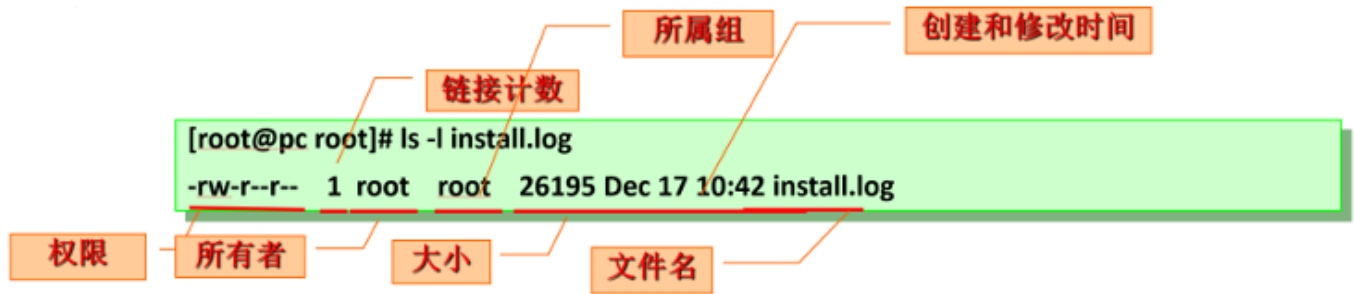 所属组
创建和修改时间
链接计数
[root@pc root]# ls -l install.log
-rw-r--r-- 1 root root 26195 Dec 17 10:42 install.log
权限
所有者
大小
文件名